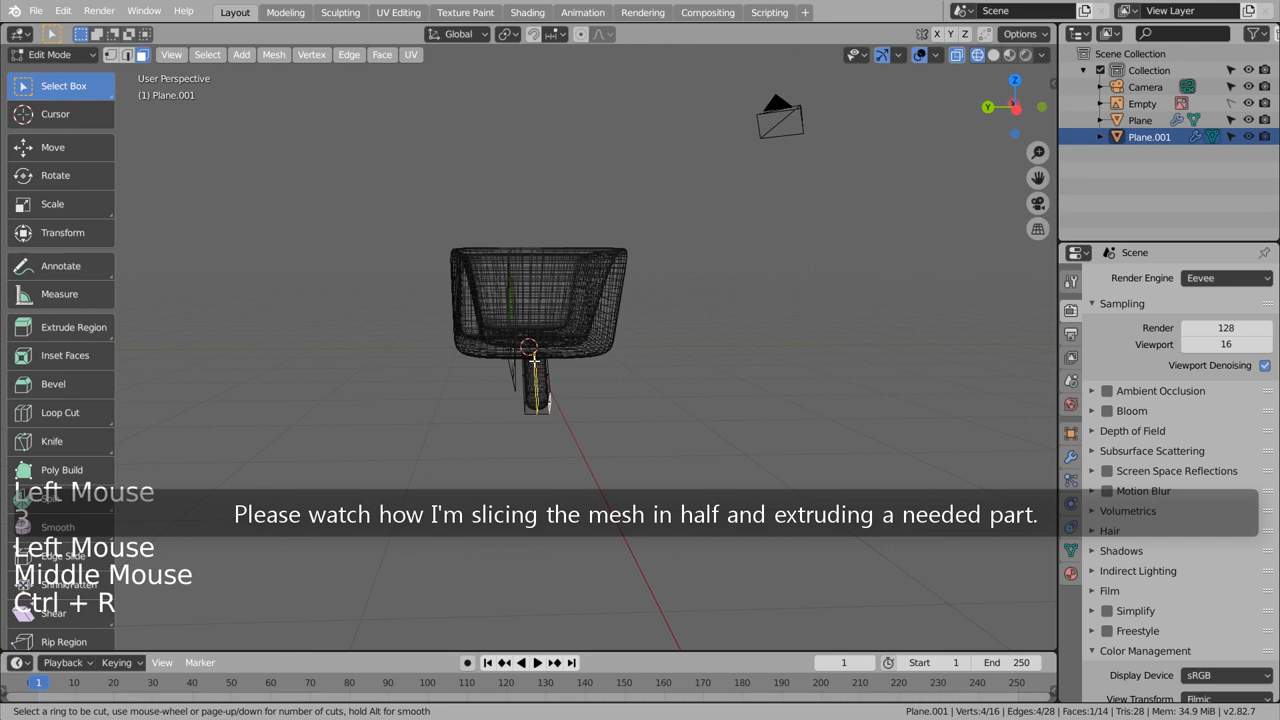 File Edit Render Window Help
Layout Modeling Sculpting UV Editing Texture Paint Shading Animation Rendering Compositing Scripting +
Scene
View Layer
Global
X Y Z
Options
Edit Mode
View Select Add Mesh Vertex Edge Face UV
User Perspective
(1) Plane.001
Select Box
Cursor
Move
Rotate
Scale
Transform
Annotate
Measure
Extrude Region
Inset Faces
Bevel
Loop Cut
Knife
Poly Build
Smooth
Edge Slide
Shrink/Fatten
Shear
Rip Region
Z
Y
Left Mouse
Left Mouse
Middle Mouse
Ctrl + R
Please watch how I'm slicing the mesh in half and extruding a needed part.
Scene Collection
Collection
Camera
Empty
Plane
Plane.001
Scene
Render Engine Eevee
Sampling
Render 128
Viewport 16
Viewport Denoising
Ambient Occlusion
Bloom
Depth of Field
Subsurface Scattering
Screen Space Reflections
Motion Blur
Volumetrics
Hair
Shadows
Indirect Lighting
Film
Simplify
Freestyle
Color Management
Display Device sRGB
View Transform Filmic
Playback Keying View Marker
1
Start 1
End 250
1 10 20 30 40 50 60 70 80 90 100 110 120 130 140 150 160 170 180 190 200 210 220 230 240 250
Select a ring to be cut, use mouse-wheel or page-up/down for number of cuts, hold Alt for smooth
Plane.001 | Verts:4/16 | Edges:4/28 | Faces:1/14 | Tris:28 | Mem: 34.9 MiB | v2.82.7